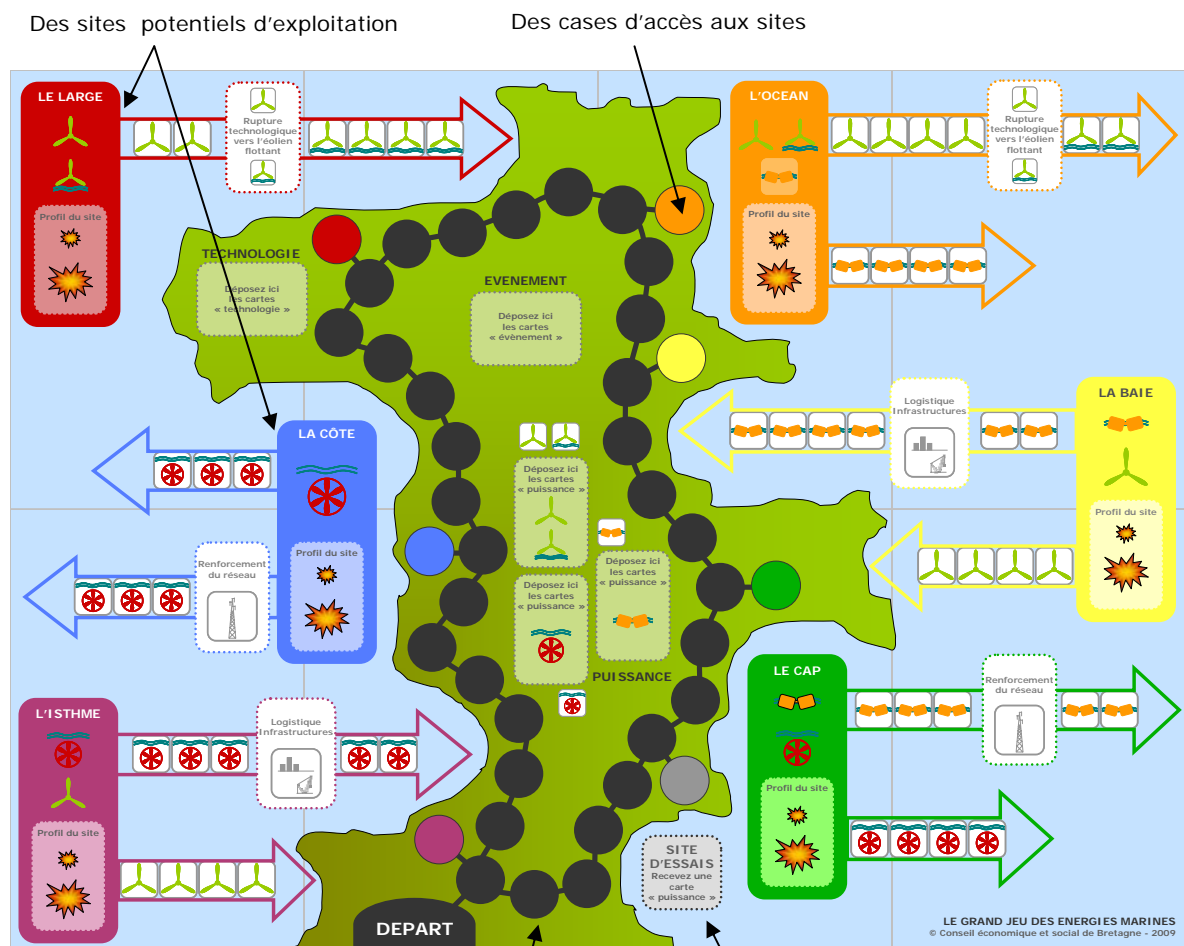 Des sites potentiels d'exploitation
Des cases d'accès aux sites
LE LARGE
Profil du site
Rupture
technologique
vers l'éolien
flottant
L'OCEAN
Profil du site
Rupture
technologique
vers l'éolien
flottant
TECHNOLOGIE
Déposez ici
les cartes
« technologie »
EVENEMENT
Déposez ici
les cartes
« évènement »
LA CÔTE
Profil du site
Renforcement
du réseau
LA BAIE
Profil du site
Logistique
Infrastructures
Déposez ici
les cartes
« puissance »
Déposez ici
les cartes
« puissance »
Déposez ici
les cartes
« puissance »
PUISSANCE
L'ISTHME
Profil du site
Logistique
Infrastructures
LE CAP
Profil du site
Renforcement
du réseau
SITE
D'ESSAIS
Recevez une
carte
« puissance »
DEPART
LE GRAND JEU DES ENERGIES MARINES
© Conseil économique et social de Bretagne - 2009